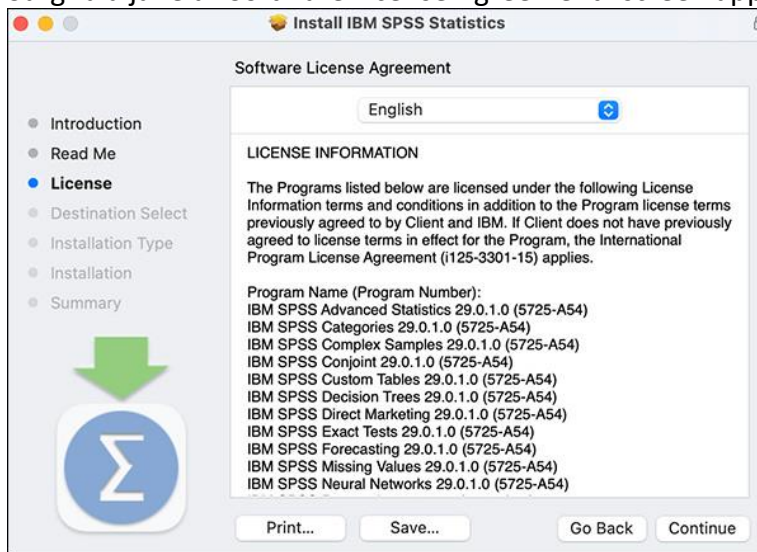 Install IBM SPSS Statistics
Software License Agreement
Introduction
Read Me
License
Destination Select
Installation Type
Installation
Summary
English
LICENSE INFORMATION
The Programs listed below are licensed under the following License
Information terms and conditions in addition to the Program license terms
previously agreed to by Client and IBM. If Client does not have previously
agreed to license terms in effect for the Program, the International
Program License Agreement (i125-3301-15) applies.
Program Name (Program Number):
IBM SPSS Advanced Statistics 29.0.1.0 (5725-A54)
IBM SPSS Categories 29.0.1.0 (5725-A54)
IBM SPSS Complex Samples 29.0.1.0 (5725-A54)
IBM SPSS Conjoint 29.0.1.0 (5725-A54)
IBM SPSS Custom Tables 29.0.1.0 (5725-A54)
IBM SPSS Decision Trees 29.0.1.0 (5725-A54)
IBM SPSS Direct Marketing 29.0.1.0 (5725-A54)
IBM SPSS Exact Tests 29.0.1.0 (5725-A54)
IBM SPSS Forecasting 29.0.1.0 (5725-A54)
IBM SPSS Missing Values 29.0.1.0 (5725-A54)
IBM SPSS Neural Networks 29.0.1.0 (5725-A54)
Σ
Print... Save... Go Back Continue